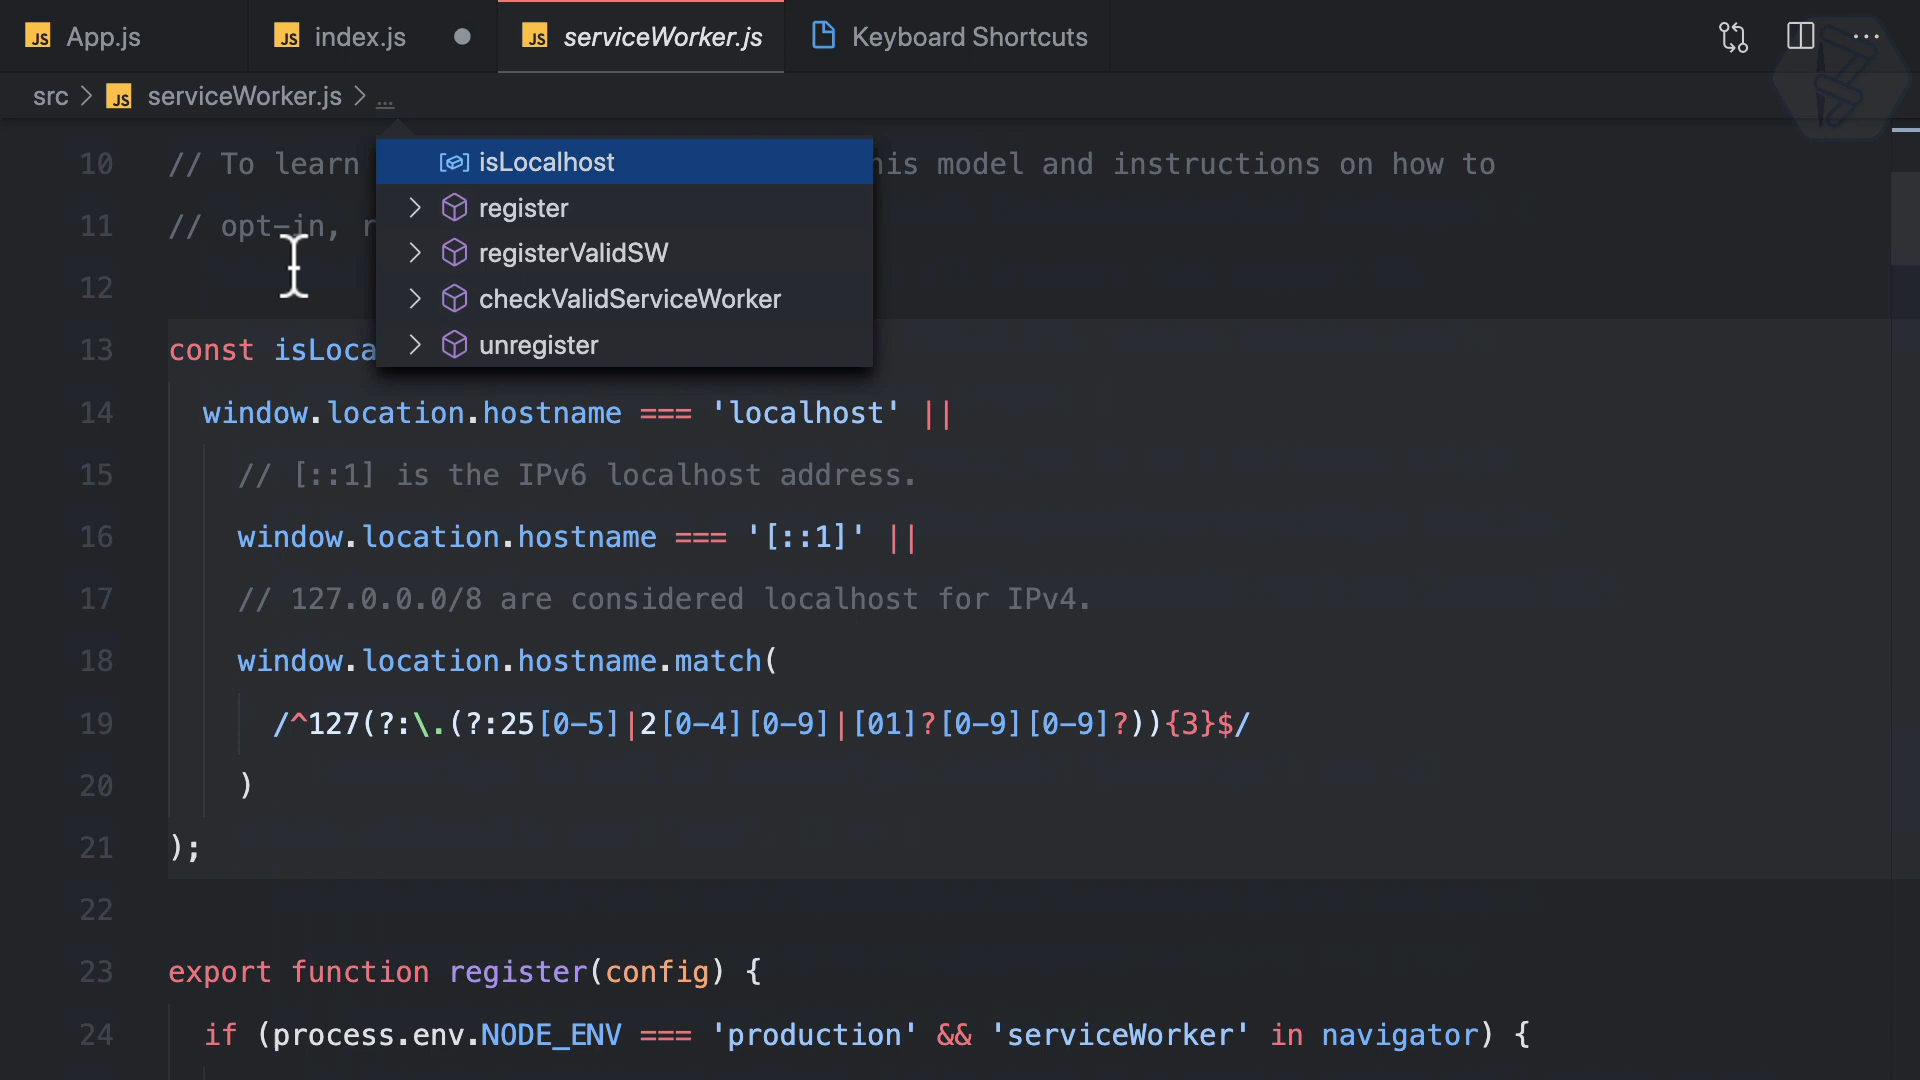 App.js
index.js
serviceWorker.js
Keyboard Shortcuts
src > JS serviceWorker.js > ...
isLocalhost
register
registerValidSW
checkValidServiceWorker
unregister
10 // To learn his model and instructions on how to
11 // opt-in, r
12
13 const isLoca
14 window.location.hostname === 'localhost' ||
15 // [::1] is the IPv6 localhost address.
16 window.location.hostname === '[::1]' ||
17 // 127.0.0.0/8 are considered localhost for IPv4.
18 window.location.hostname.match(
19 /^127(?:\.(?:25[0-5]|2[0-4][0-9]|[01]?[0-9][0-9]?)){3}$/
20 )
21 );
22
23 export function register(config) {
24 if (process.env.NODE_ENV === 'production' && 'serviceWorker' in navigator) {